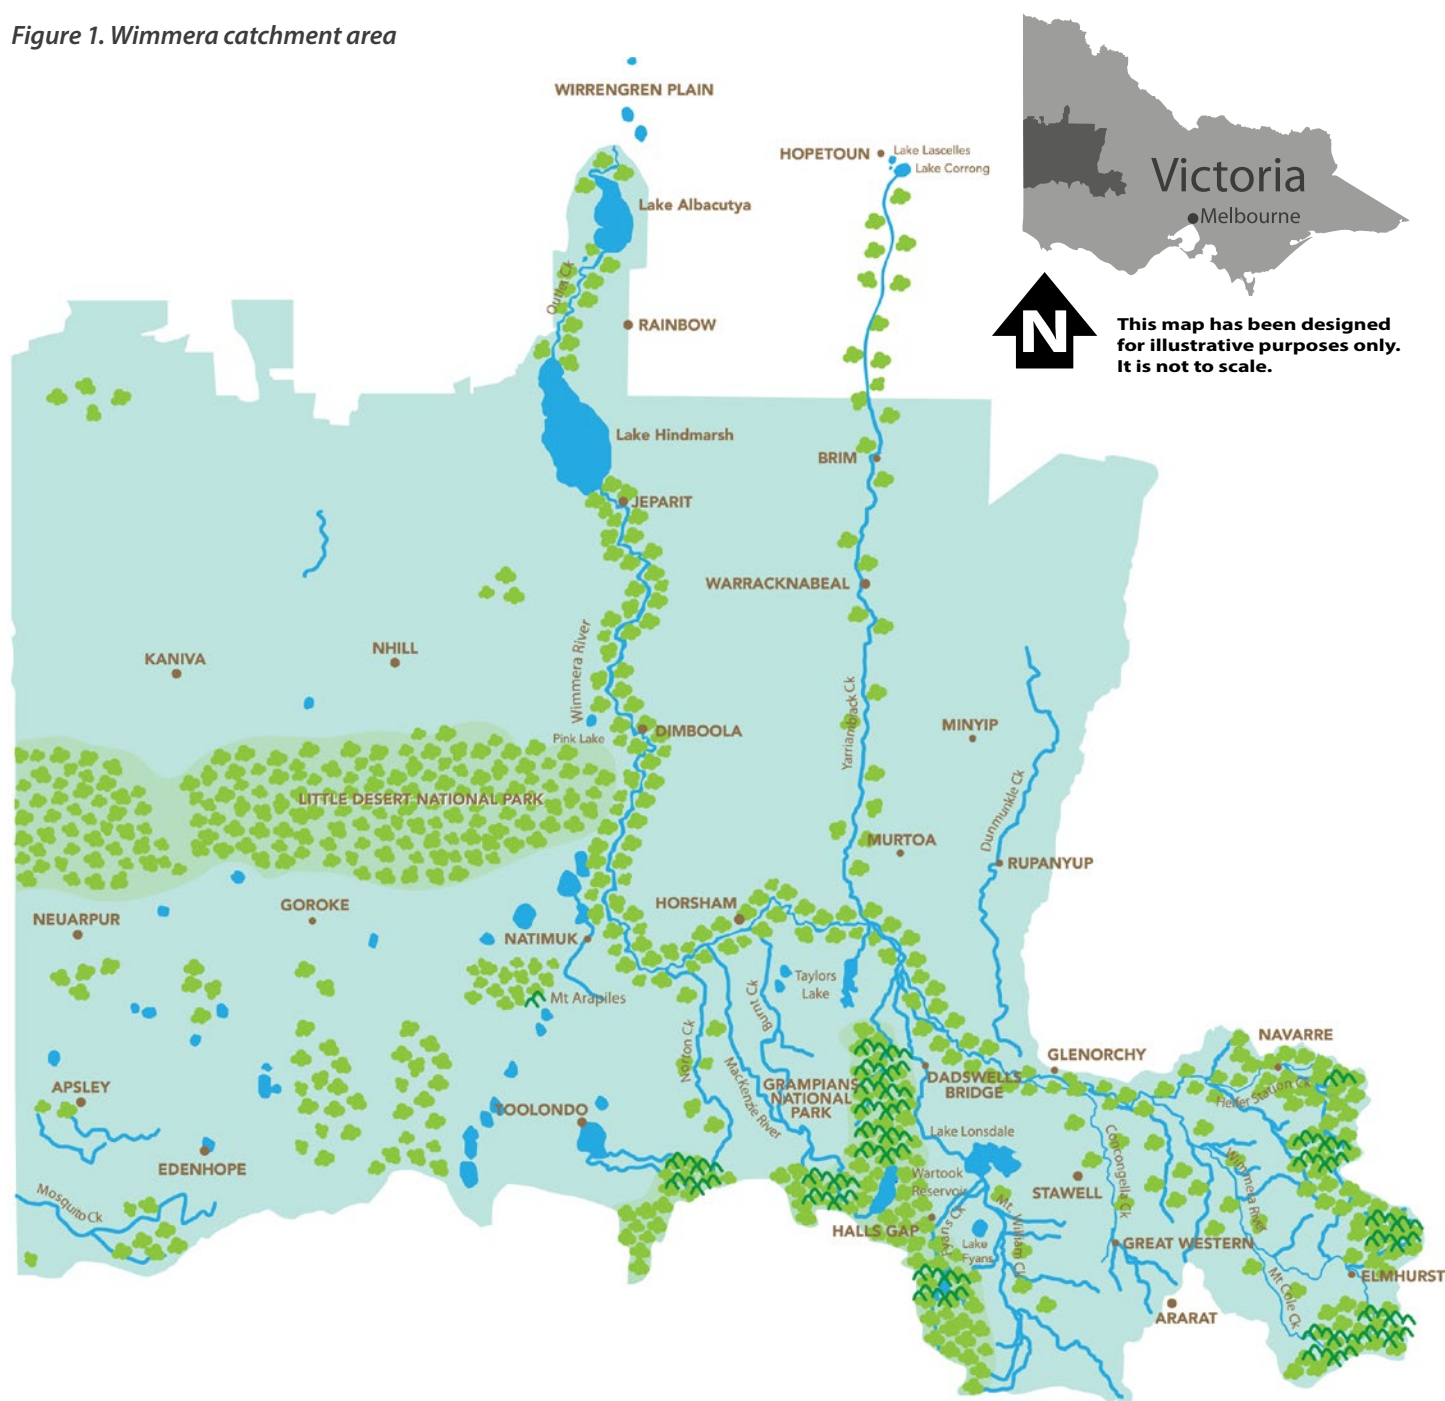 Figure 1. Wimmera catchment area
WIRRENGREN PLAIN
HOPETOUN
Lake Lascelles
Lake Corrong
Victoria
Melbourne
Lake Albacutya
Outlet Ck
RAINBOW
N
This map has been designed
for illustrative purposes only.
It is not to scale.
Lake Hindmarsh
BRIM
JEPARIT
WARRACKNABEAL
KANIVA
NHILL
Wimmera River
Pink Lake
DIMBOOLA
Yarriambiack Ck
MINYIP
LITTLE DESERT NATIONAL PARK
Dunmunkle Ck
MURTOA
RUPANYUP
NEUARPUR
GOROKE
HORSHAM
NATIMUK
Mt Arapiles
Taylors
Lake
Burnt Ck
Norton Ck
MacKenzie River
NAVARRE
GLENORCHY
APSLEY
TOOLONDO
GRAMPIANS
NATIONAL
PARK
DADSWELLS
BRIDGE
Heifer Station Ck
Lake Lonsdale
Concongella Ck
EDENHOPE
Wartook
Reservoir
STAWELL
Wimmera River
Mosquito Ck
HALLS GAP
Fyans Ck
Mt. William Ck
Lake
Fyans
GREAT WESTERN
Mt Cole Ck
ELMHURST
ARARAT